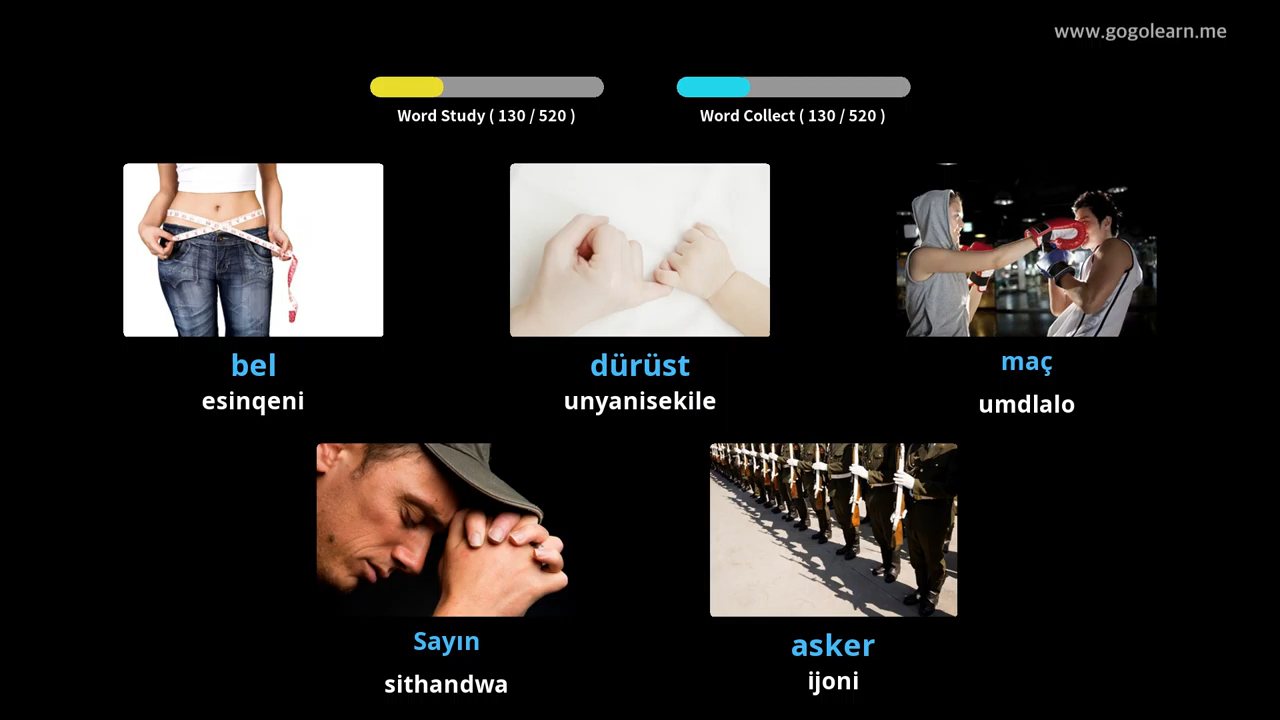 www.gogolearn.me
Word Study ( 130 / 520 )
Word Collect ( 130 / 520 )
bel
esinqeni
dürüst
unyanisekile
maç
umdlalo
Sayın
sithandwa
asker
ijoni